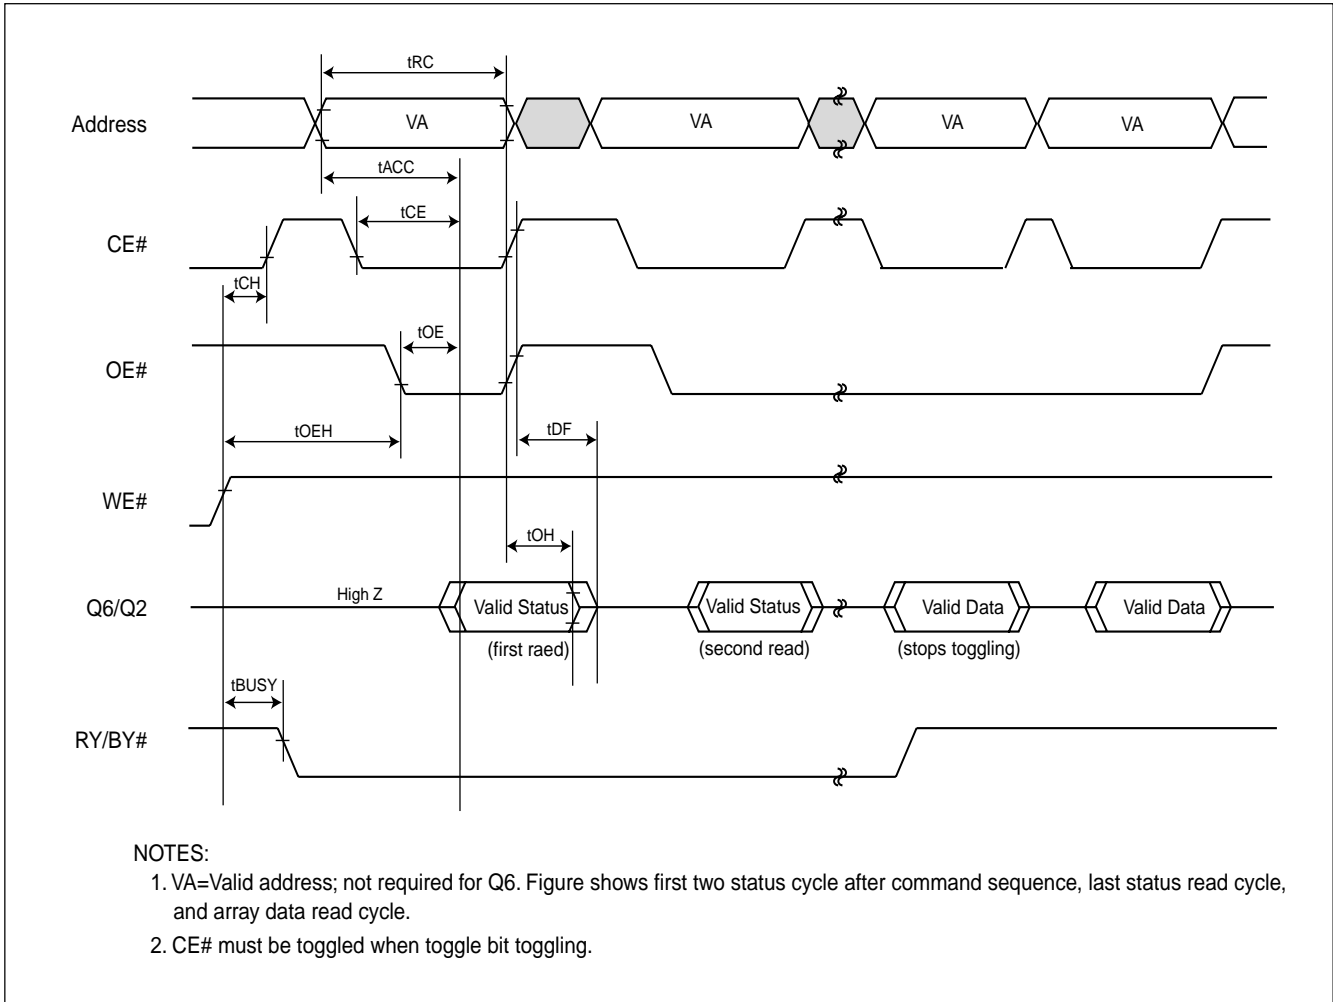 tRC
Address
VA
VA
VA
VA
tACC
tCE
CE#
tCH
tOE
OE#
tOEH
tDF
WE#
tOH
Q6/Q2
High Z
Valid Status
Valid Status
Valid Data
Valid Data
(first raed)
(second read)
(stops toggling)
tBUSY
RY/BY#
NOTES:
1. VA=Valid address; not required for Q6. Figure shows first two status cycle after command sequence, last status read cycle,
and array data read cycle.
2. CE# must be toggled when toggle bit toggling.